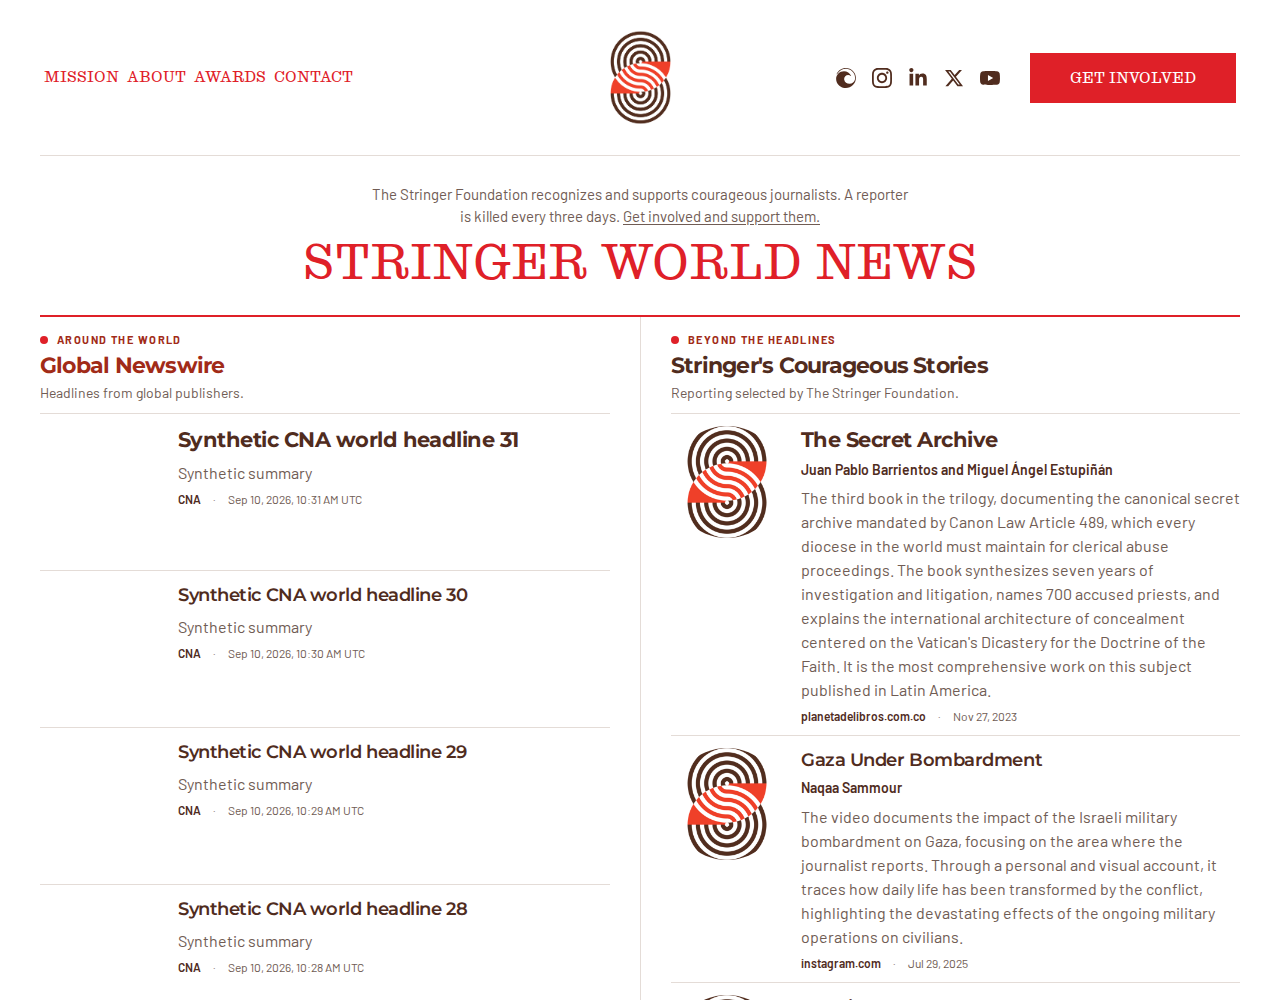 MISSION ABOUT AWARDS CONTACT
GET INVOLVED
The Stringer Foundation recognizes and supports courageous journalists. A reporter
is killed every three days. Get involved and support them.
STRINGER WORLD NEWS
AROUND THE WORLD
Global Newswire
Headlines from global publishers.
Synthetic CNA world headline 31
Synthetic summary
CNA · Sep 10, 2026, 10:31 AM UTC
Synthetic CNA world headline 30
Synthetic summary
CNA · Sep 10, 2026, 10:30 AM UTC
Synthetic CNA world headline 29
Synthetic summary
CNA · Sep 10, 2026, 10:29 AM UTC
Synthetic CNA world headline 28
Synthetic summary
CNA · Sep 10, 2026, 10:28 AM UTC
BEYOND THE HEADLINES
Stringer's Courageous Stories
Reporting selected by The Stringer Foundation.
The Secret Archive
Juan Pablo Barrientos and Miguel Ángel Estupiñán
The third book in the trilogy, documenting the canonical secret
archive mandated by Canon Law Article 489, which every
diocese in the world must maintain for clerical abuse
proceedings. The book synthesizes seven years of
investigation and litigation, names 700 accused priests, and
explains the international architecture of concealment
centered on the Vatican's Dicastery for the Doctrine of the
Faith. It is the most comprehensive work on this subject
published in Latin America.
planetadelibros.com.co · Nov 27, 2023
Gaza Under Bombardment
Naqaa Sammour
The video documents the impact of the Israeli military
bombardment on Gaza, focusing on the area where the
journalist reports. Through a personal and visual account, it
traces how daily life has been transformed by the conflict,
highlighting the devastating effects of the ongoing military
operations on civilians.
instagram.com · Jul 29, 2025